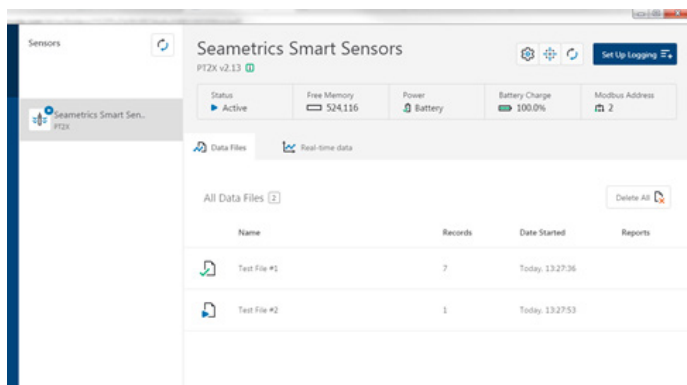 Sensors
Seametrics Smart Sen..
PT2X
Seametrics Smart Sensors
PT2X v2.13
Set Up Logging
Status
Active
Free Memory
524,116
Power
Battery
Battery Charge
100.0%
Modbus Address
2
Data Files
Real-time data
All Data Files 2
Delete All
Name Records Date Started Reports
Test File #1 7 Today, 13:27:36
Test File #2 1 Today, 13:27:53